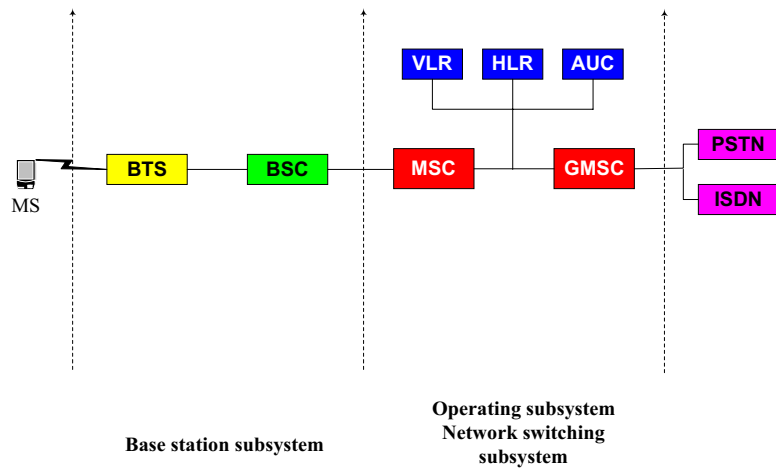 VLR HLR AUC
BTS BSC MSC GMSC PSTN
MS ISDN
Operating subsystem
Network switching
subsystem
Base station subsystem